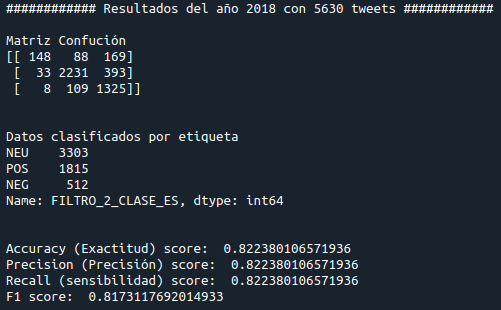 ############ Resultados del año 2018 con 5630 tweets ############
Matriz Confución
[[ 148 88 169]
[ 33 2231 393]
[ 8 109 1325]]
Datos clasificados por etiqueta
NEU 3303
POS 1815
NEG 512
Name: FILTRO_2_CLASE_ES, dtype: int64
Accuracy (Exactitud) score: 0.822380106571936
Precision (Precisión) score: 0.822380106571936
Recall (sensibilidad) score: 0.822380106571936
F1 score: 0.8173117692014933